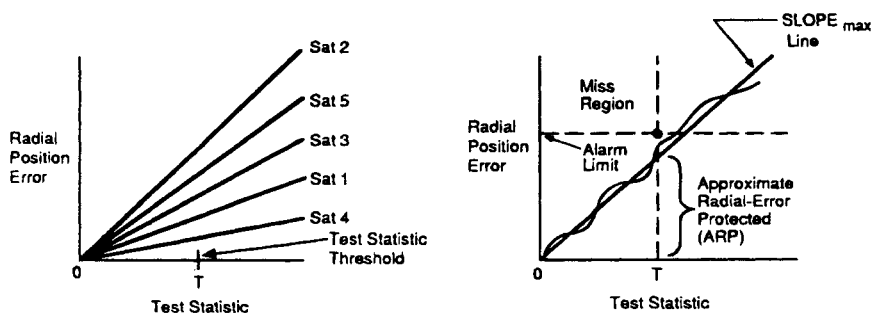 Sat 2
Sat 5
Sat 3
Sat 1
Sat 4
Radial
Position
Error
Test Statistic
Threshold
0
T
Test Statistic
SLOPE max
Line
Miss
Region
Radial
Position
Error
Alarm
Limit
Approximate
Radial-Error
Protected
(ARP)
0
T
Test Statistic